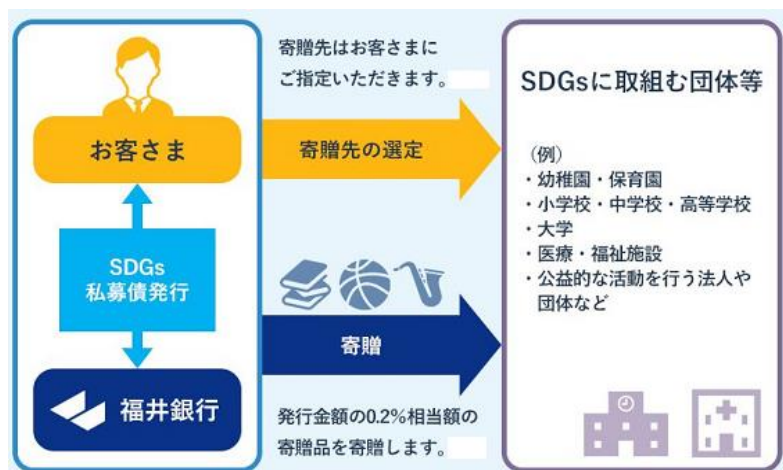 お客さま
SDGs
私募債発行
福井銀行
寄贈先はお客さまに
ご指定いただきます。
寄贈先の選定
寄贈
発行金額の0.2%相当額の
寄贈品を寄贈します。
SDGsに取組む団体等
（例）
・幼稚園・保育園
・小学校・中学校・高等学校
・大学
・医療・福祉施設
・公益的な活動を行う法人や
団体など